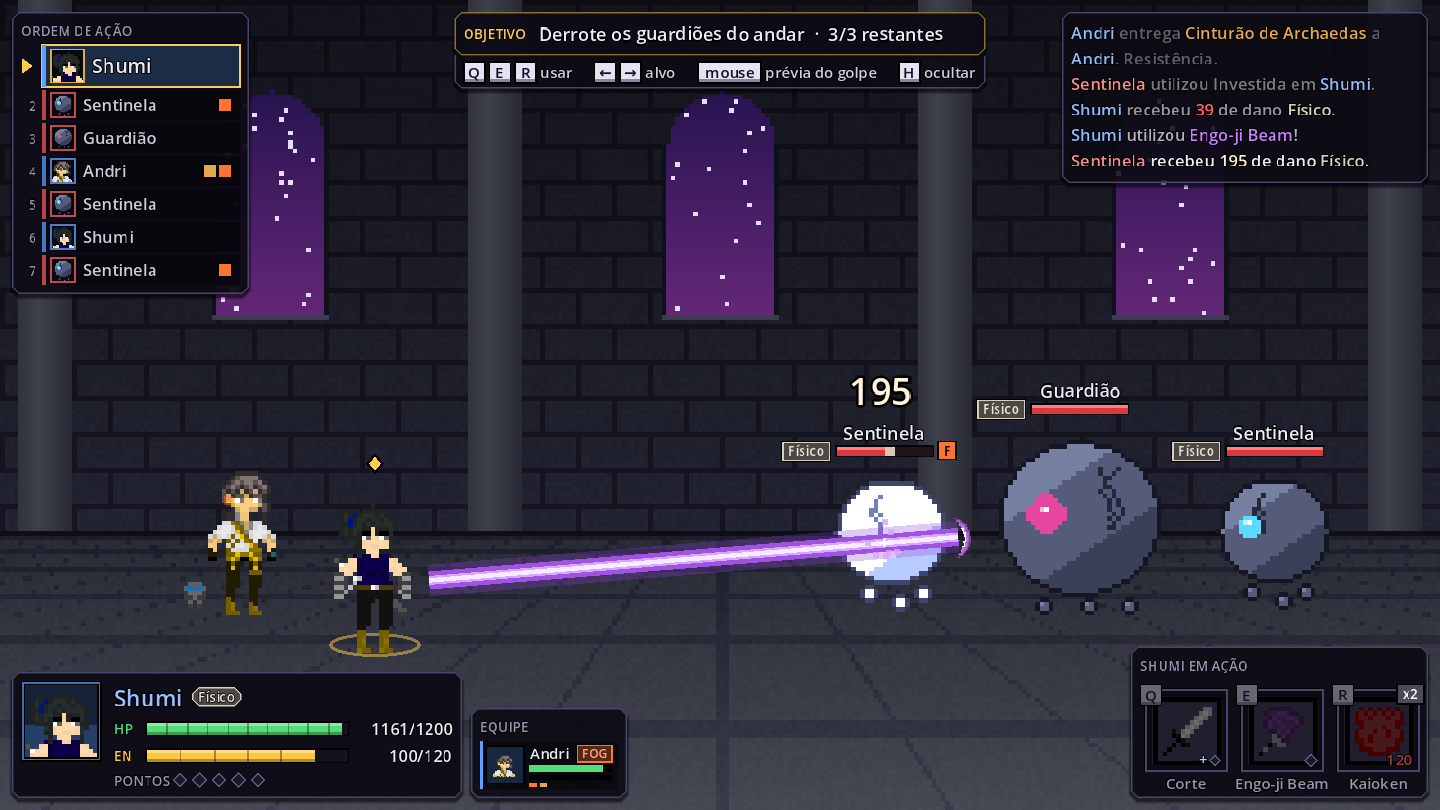 ORDEM DE AÇÃO
Shumi
2 Sentinela
3 Guardião
4 Andri
5 Sentinela
6 Shumi
7 Sentinela
OBJETIVO Derrote os guardiões do andar · 3/3 restantes
Q E R usar ← → alvo mouse prévia do golpe H ocultar
Andri entrega Cinturão de Archaedas a
Andri. Resistência.
Sentinela utilizou Investida em Shumi.
Shumi recebeu 39 de dano Físico.
Shumi utilizou Engo-ji Beam!
Sentinela recebeu 195 de dano Físico.
195
Sentinela
Físico F
Guardião
Físico
Sentinela
Físico
Shumi Físico
HP 1161/1200
EN 100/120
PONTOS
EQUIPE
Andri FOG
SHUMI EM AÇÃO
Q E R x2
+ 120
Corte Engo-ji Beam Kaioken